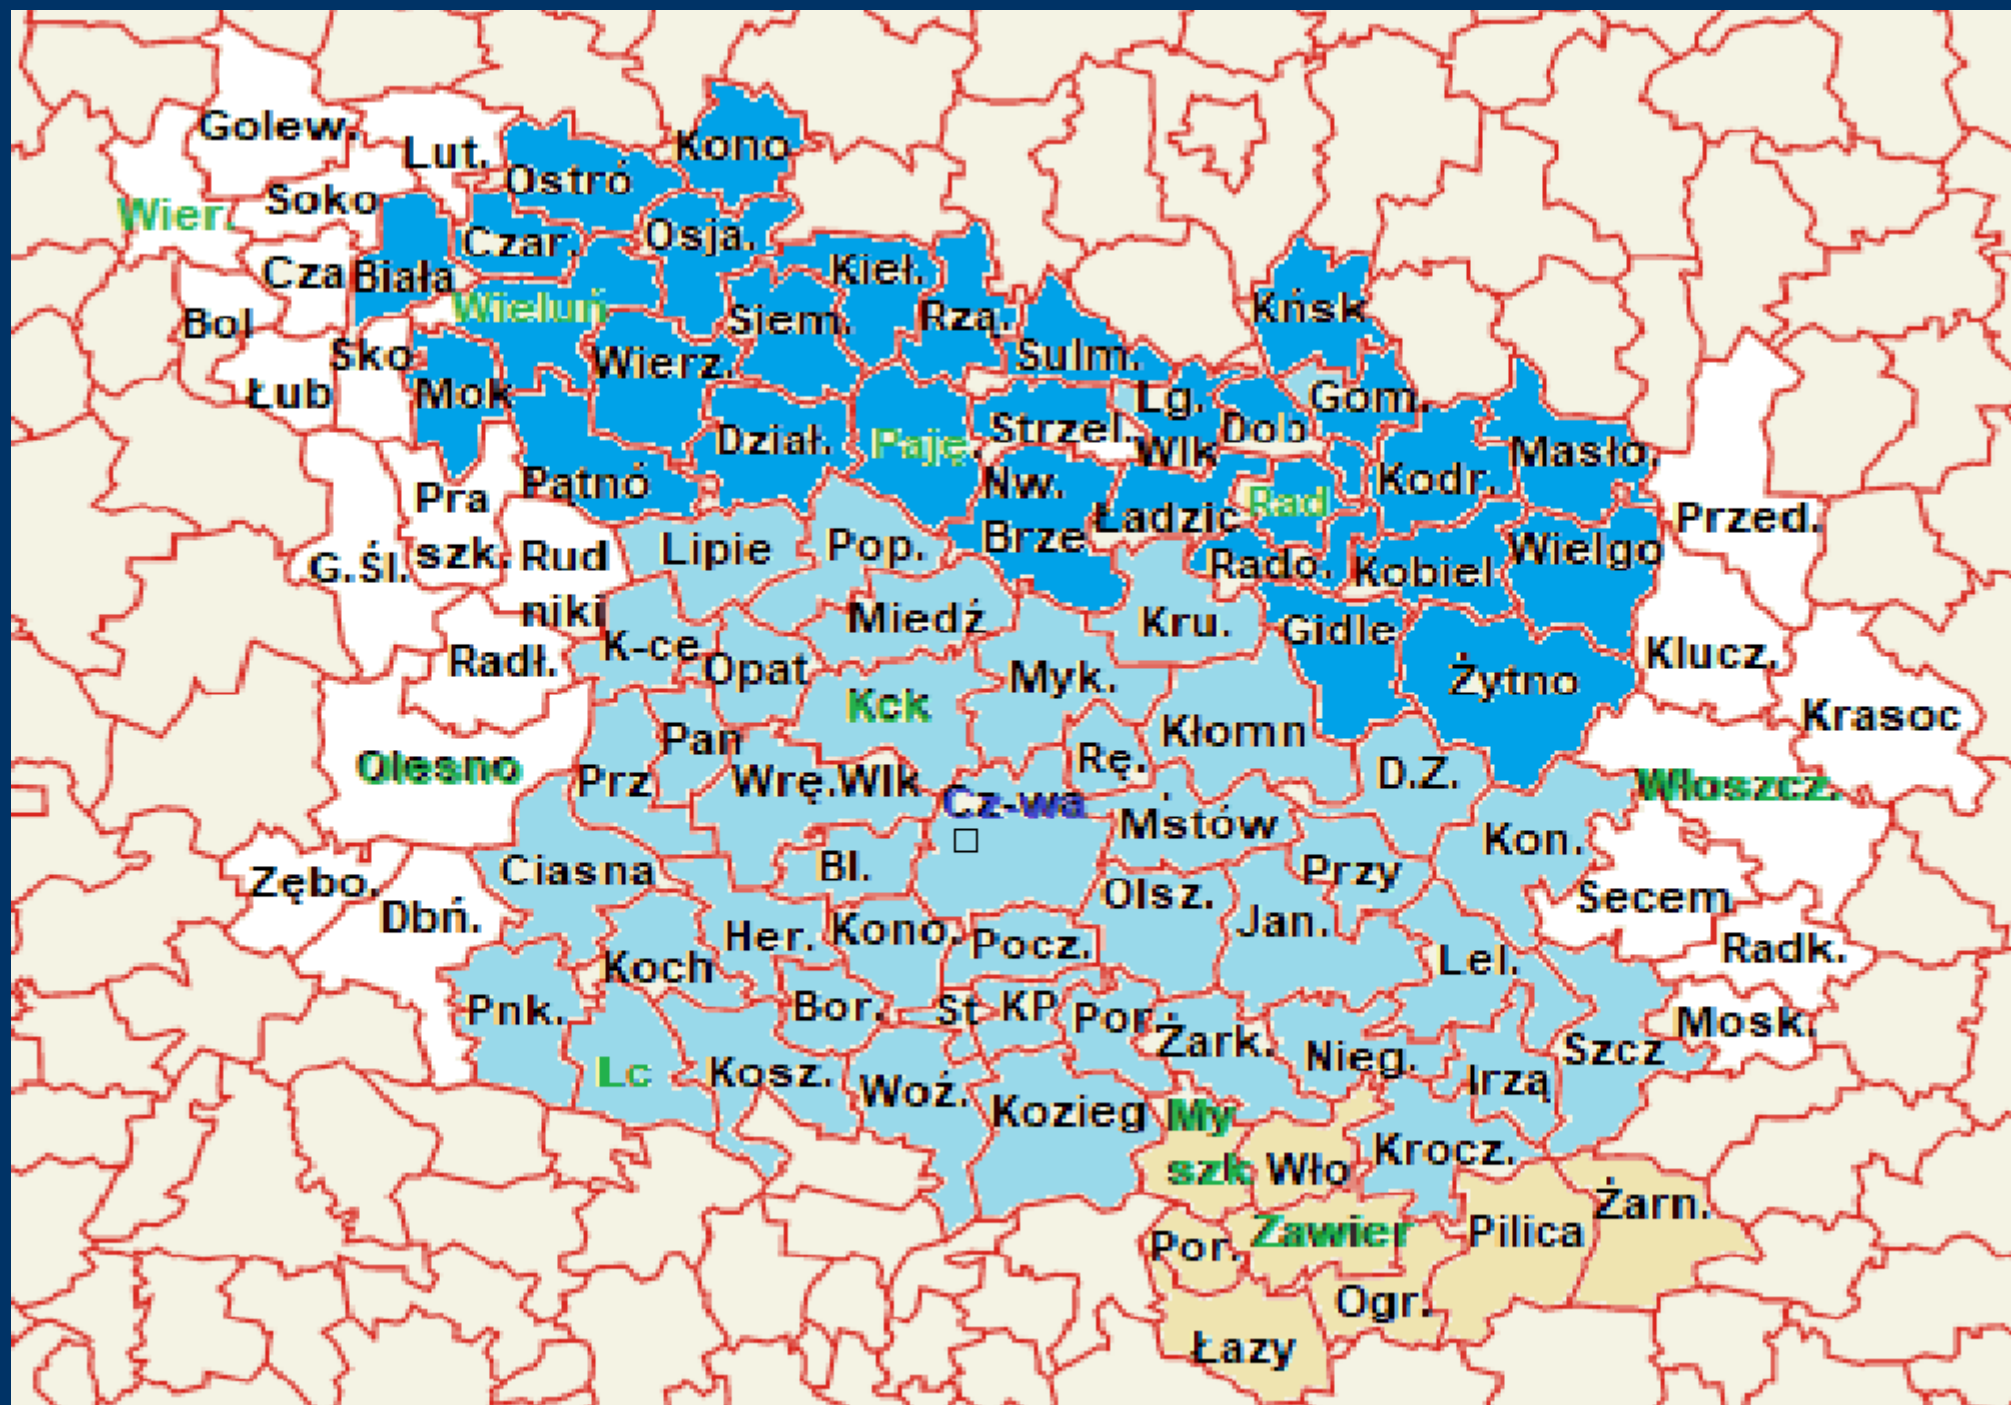 Golew.
Lut.
Kono
Ostró
Soko
Wier.
Czar.
Osja.
Cza
Biała
Kieł.
Wieluń
Bol
Siem.
Rzą.
Kńsk
Sko
Wierz.
Sulm.
Łub
Mok
Lg.
Wlk
Gom.
Dział.
Paję.
Strzel.
Dob
Masło.
Pra
szk.
Pątnó
Nw.
Brze
Kodr.
Ładzic
Rad
Przed.
G.Śl.
Rud
niki
Lipie
Pop.
Rado.
Kobiel
Wielgo
Miedź
Kru.
Gidle
Radł.
K-ce
Opat
Klucz.
Myk.
Żytno
Kck
Krasoc
Pan
Kłomn
Olesno
Prz
Wrę.Wlk
Rę.
D.Z.
Włoszcz.
Cz-wa
Mstów
Kon.
Zębo.
Ciasna
Bl.
Przy
Dbń.
Olsz.
Secem
Her.
Kono.
Pocz.
Jan.
Radk.
Koch
Lel.
Pnk.
Bor.
St
KP
Por
Żark.
Mosk.
Lc
Kosz.
Woź.
Nieg.
Szcz
Irzą
Kozieg
My
szk
Wło
Krocz.
Żarn.
Por.
Zawier
Pilica
Ogr.
Łazy